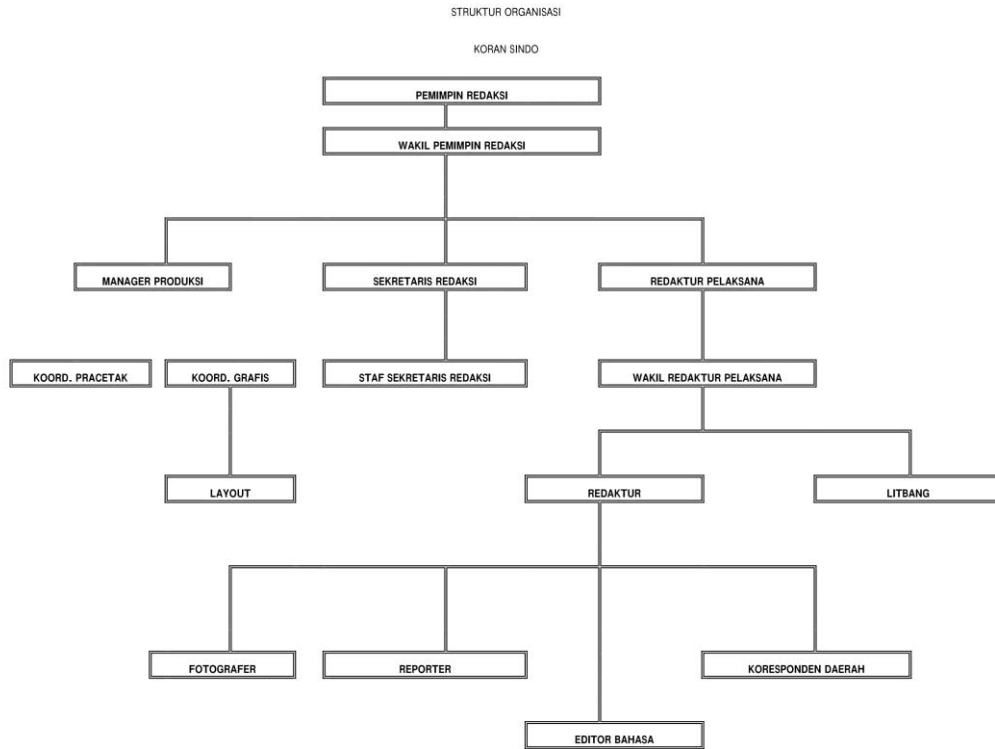 STRUKTUR ORGANISASI
KORAN SINDO
PEMIMPIN REDAKSI
WAKIL PEMIMPIN REDAKSI
MANAGER PRODUKSI
SEKRETARIS REDAKSI
REDAKTUR PELAKSANA
KOORD. PRACETAK
KOORD. GRAFIS
STAF SEKRETARIS REDAKSI
WAKIL REDAKTUR PELAKSANA
LAYOUT
REDAKTUR
LITBANG
FOTOGRAFER
REPORTER
KORESPONDEN DAERAH
EDITOR BAHASA